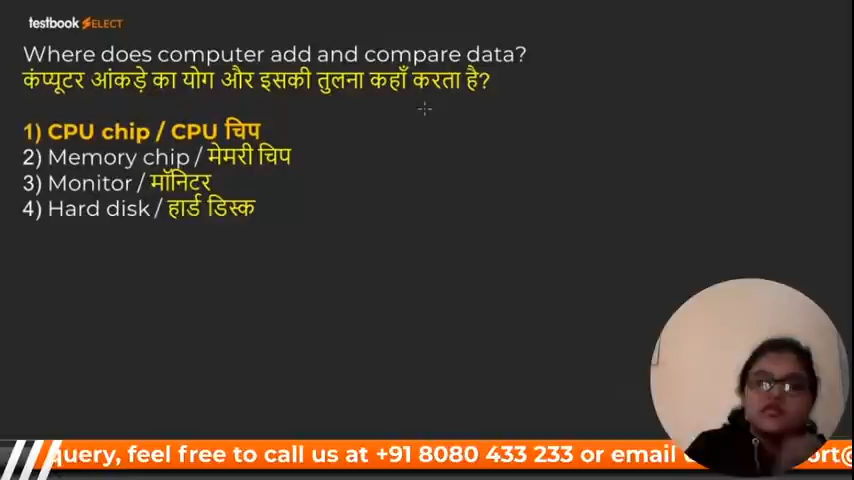 testbook SELECT
Where does computer add and compare data?
कंप्यूटर आंकड़े का योग और इसकी तुलना कहाँ करता है?
1) CPU chip / CPU चिप
2) Memory chip / मेमरी चिप
3) Monitor / मॉनिटर
4) Hard disk / हार्ड डिस्क
query, feel free to call us at +91 8080 433 233 or email